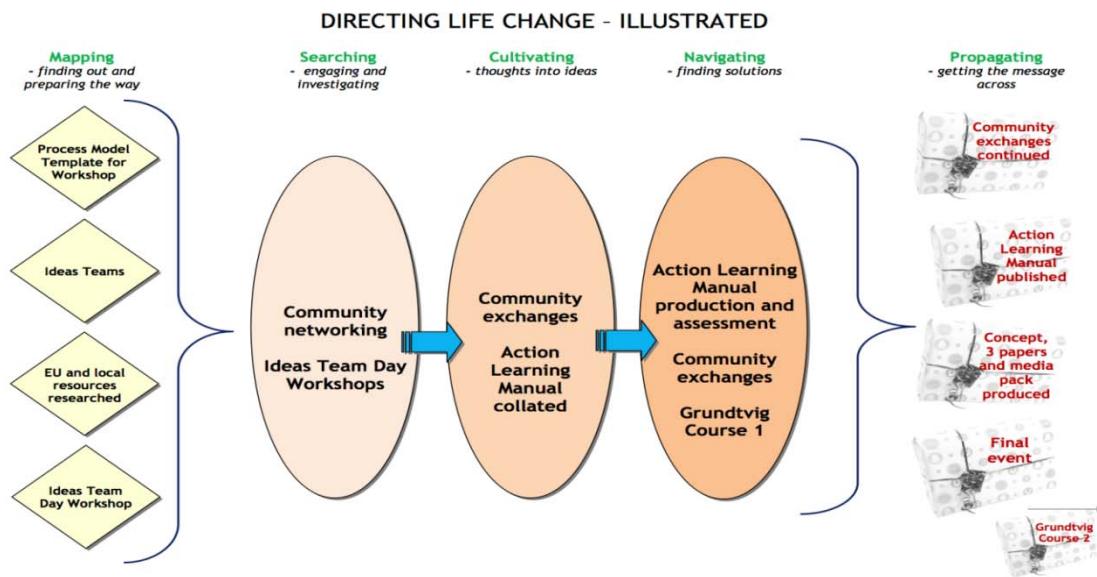 DIRECTING LIFE CHANGE - ILLUSTRATED
Mapping
- finding out and
preparing the way
Searching
- engaging and
investigating
Cultivating
- thoughts into ideas
Navigating
- finding solutions
Propagating
- getting the message
across
Process Model
Template for
Workshop
Ideas Teams
EU and local
resources
researched
Ideas Team
Day Workshop
Community
networking
Ideas Team Day
Workshops
Community
exchanges
Action
Learning
Manual
collated
Action Learning
Manual
production and
assessment
Community
exchanges
Grundtvig
Course 1
Community
exchanges
continued
Action
Learning
Manual
published
Concept,
3 papers
and media
pack
produced
Final
event
Grundtvig
Course 2